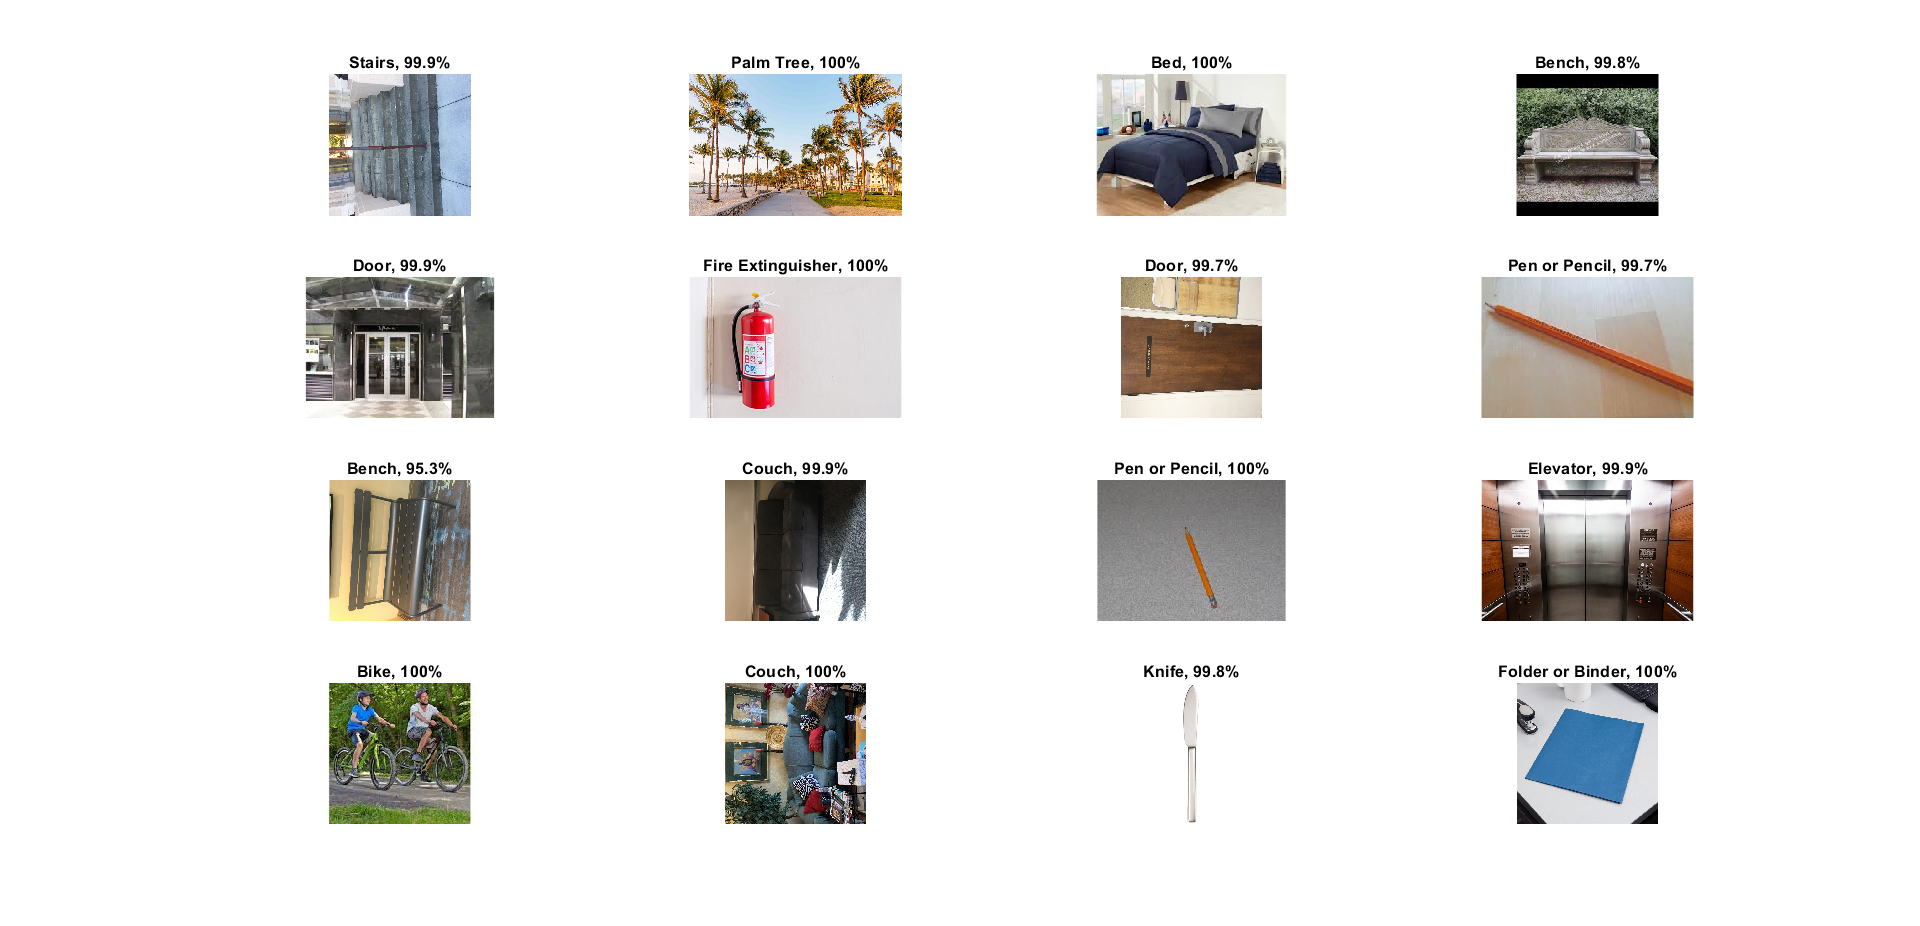 Stairs, 99.9%
Palm Tree, 100%
Bed, 100%
Bench, 99.8%
Door, 99.9%
Fire Extinguisher, 100%
Door, 99.7%
Pen or Pencil, 99.7%
Bench, 95.3%
Couch, 99.9%
Pen or Pencil, 100%
Elevator, 99.9%
Bike, 100%
Couch, 100%
Knife, 99.8%
Folder or Binder, 100%